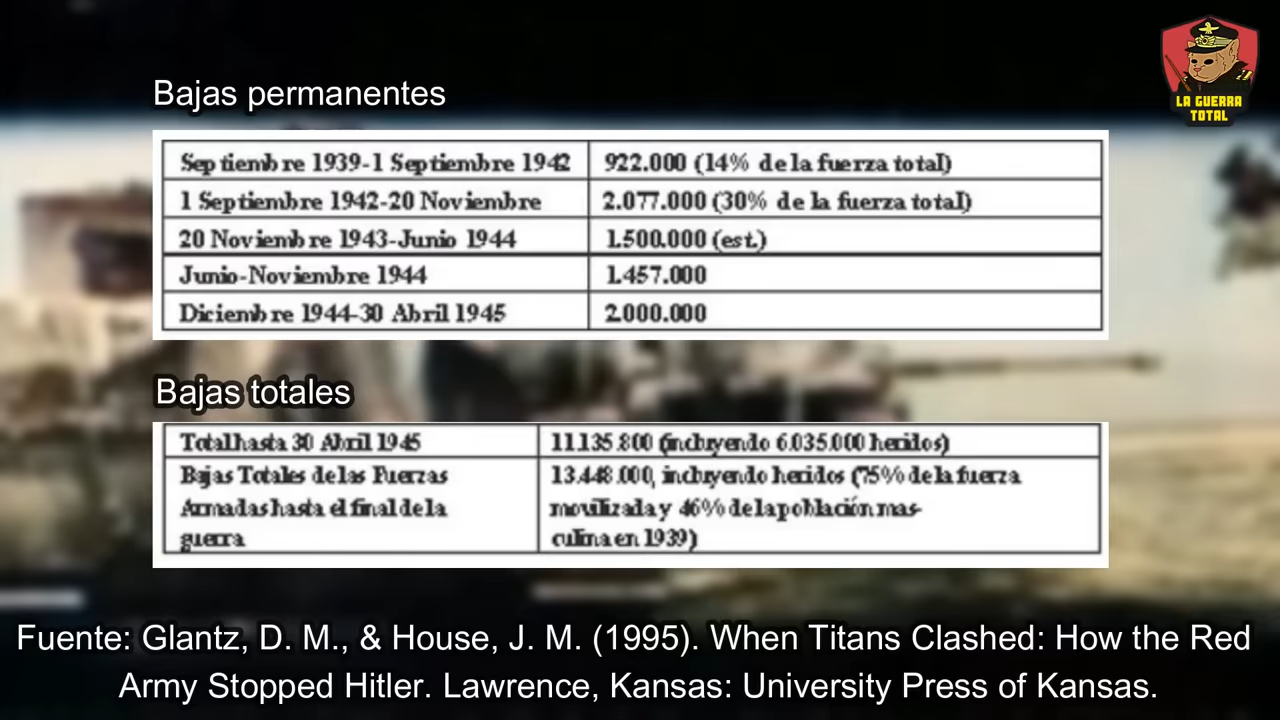 LA GUERRA
TOTAL
Bajas permanentes
Septiembre 1939-1 Septiembre 1942 922.000 (14% de la fuerza total)
1 Septiembre 1942-20 Noviembre 2.077.000 (30% de la fuerza total)
20 Noviembre 1943-Junio 1944 1.500.000 (est.)
Junio-Noviembre 1944 1.457.000
Diciembre 1944-30 Abril 1945 2.000.000
Bajas totales
Total hasta 30 Abril 1945 11.135.800 (incluyendo 6.035.000 heridos)
Bajas Totales de las Fuerzas 13.448.000, incluyendo heridos (75% de la fuerza
Armadas hasta el final de la movilizada y 46% de la población mas-
guerra culina en 1939)
Fuente: Glantz, D. M., & House, J. M. (1995). When Titans Clashed: How the Red
Army Stopped Hitler. Lawrence, Kansas: University Press of Kansas.